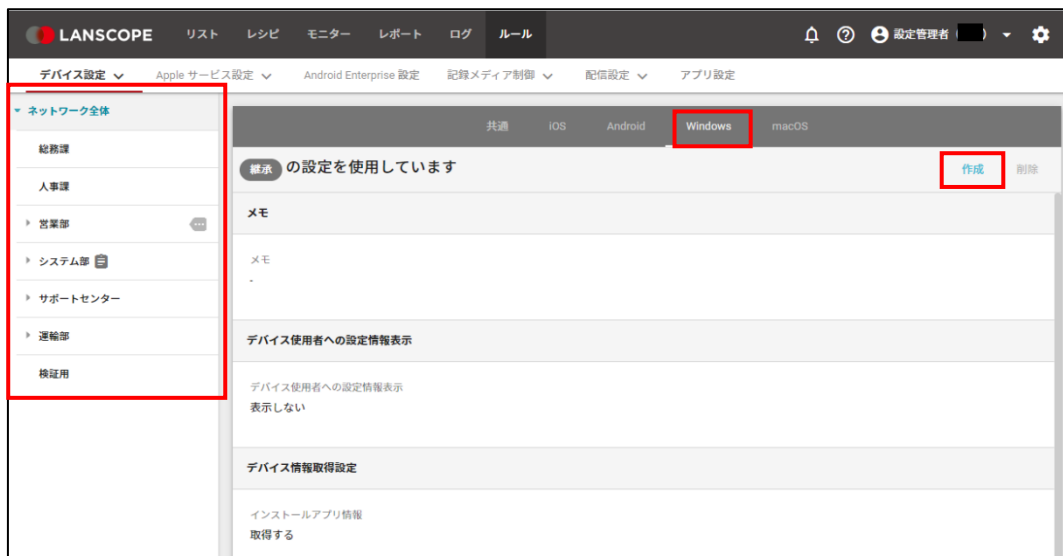 LANSCOPE リスト レシピ モニター レポート ログ ルール 設定管理者 ( )
デバイス設定 Apple サービス設定 Android Enterprise 設定 記録メディア制御 配信設定 アプリ設定
ネットワーク全体
総務課
人事課
営業部
システム部
サポートセンター
運輸部
検証用
共通 iOS Android Windows macOS
継承 の設定を使用しています 作成 削除
メモ
メモ
-
デバイス使用者への設定情報表示
デバイス使用者への設定情報表示
表示しない
デバイス情報取得設定
インストールアプリ情報
取得する